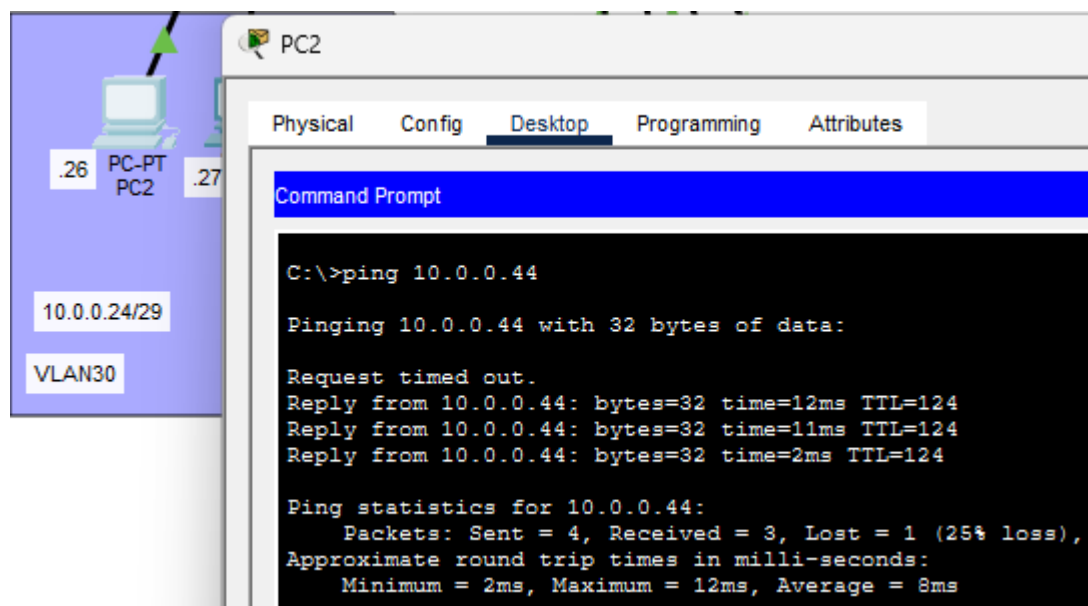 PC2
Physical Config Desktop Programming Attributes
.26 PC-PT
PC2 .27
Command Prompt
10.0.0.24/29
VLAN30
C:\>ping 10.0.0.44
Pinging 10.0.0.44 with 32 bytes of data:
Request timed out.
Reply from 10.0.0.44: bytes=32 time=12ms TTL=124
Reply from 10.0.0.44: bytes=32 time=11ms TTL=124
Reply from 10.0.0.44: bytes=32 time=2ms TTL=124
Ping statistics for 10.0.0.44:
Packets: Sent = 4, Received = 3, Lost = 1 (25% loss),
Approximate round trip times in milli-seconds:
Minimum = 2ms, Maximum = 12ms, Average = 8ms